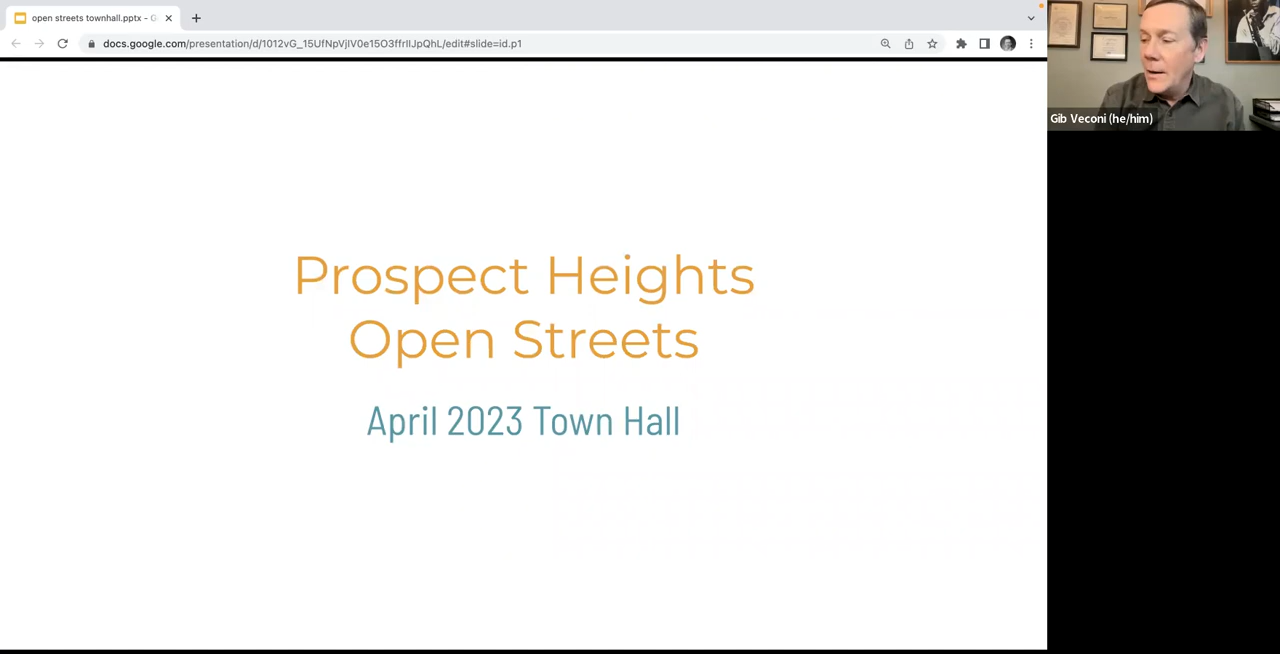 open streets townhall.pptx - G
docs.google.com/presentation/d/1012vG_15UfNpVjIV0e15O3ffrIIJpQhL/edit#slide=id.p1
Gib Veconi (he/him)
Prospect Heights
Open Streets
April 2023 Town Hall